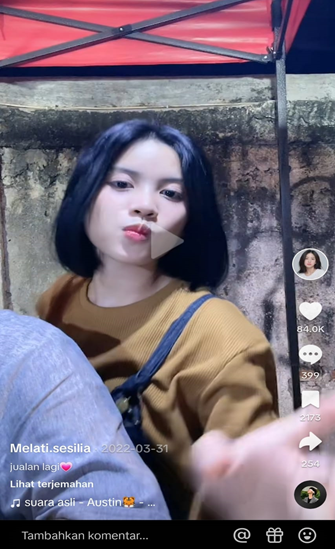 84.0K
399
2173
254
Melati.sesilia 2022-03-31
jualan lagi💗
Lihat terjemahan
suara asli - Austin🐯 - ...
Tambahkan komentar...